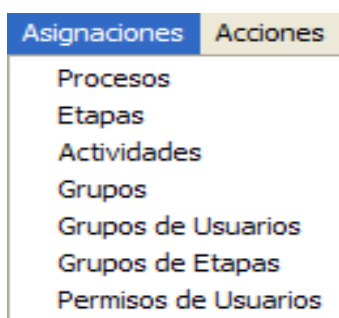 Asignaciones Acciones
Procesos
Etapas
Actividades
Grupos
Grupos de Usuarios
Grupos de Etapas
Permisos de Usuarios